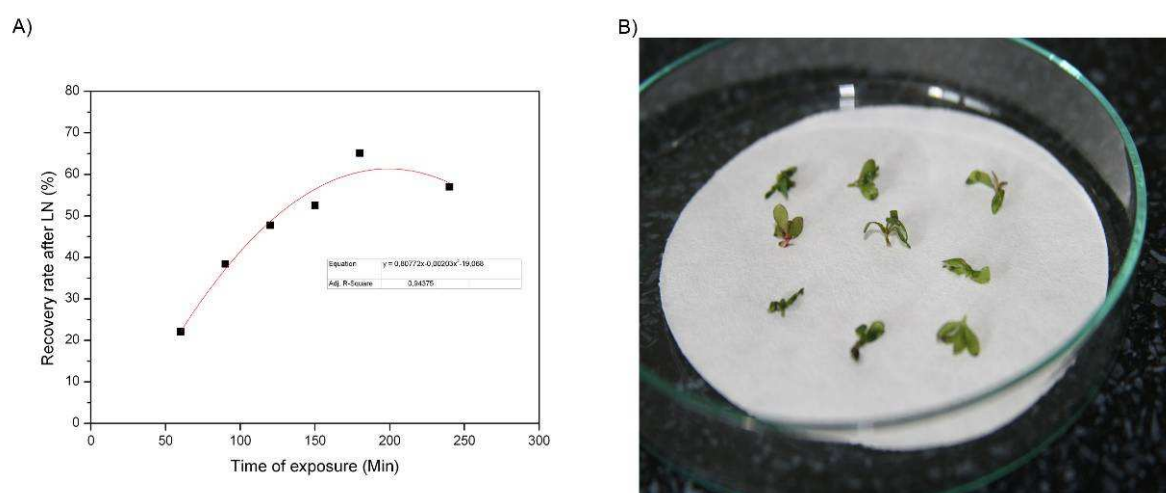 A)
B)
80
70
60
50
40
30
20
10
0
Recovery rate after LN (%)
Equation y = 0,80772x-0,00203x²-19,068
Adj. R-Square 0,94375
0 50 100 150 200 250 300
Time of exposure (Min)